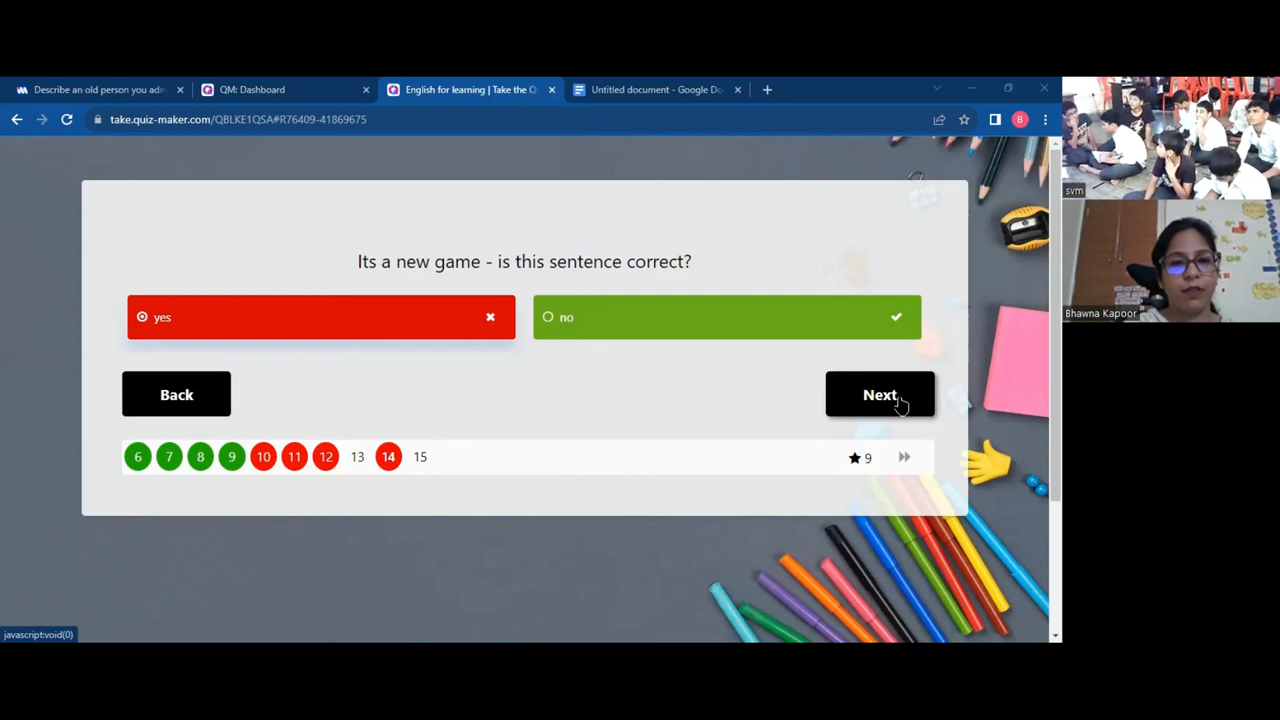 Describe an old person you adm
QM: Dashboard
English for learning | Take the Q
Untitled document - Google Do
take.quiz-maker.com/QBLKE1QSA#R76409-41869675
B
svm
Bhawna Kapoor
Its a new game - is this sentence correct?
yes
no
Back
Next
6 7 8 9 10 11 12 13 14 15
9
javascript:void(0)